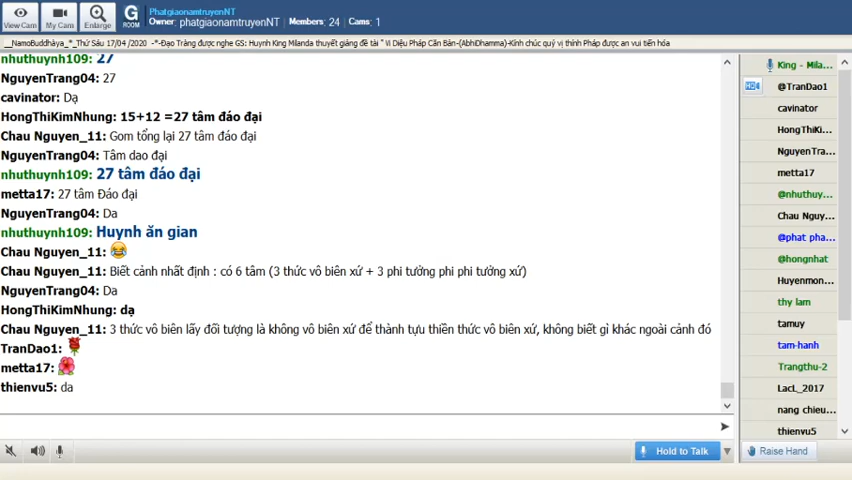 View Cam
My Cam
Enlarge
G
ROOM
PhatgiaonamtruyenNT
Owner: phatgiaonamtruyenNT Members: 24 Cams: 1
__NamoBuddhàya_*_Thứ Sáu 17/04 /2020 -*-Đạo Tràng được nghe GS: Huynh King Milanda thuyết giảng đề tài " Vi Diệu Pháp Căn Bản-(AbhiDhamma)-Kính chúc quý vị thính Pháp được an vui tiến hóa
nhuthuynh109: 27
NguyenTrang04: 27
cavinator: Dạ
HongThiKimNhung: 15+12 =27 tâm đáo đại
Chau Nguyen_11: Gom tổng lại 27 tâm đáo đại
NguyenTrang04: Tâm dao đại
nhuthuynh109: 27 tâm đáo đại
metta17: 27 tâm Đáo đại
NguyenTrang04: Da
nhuthuynh109: Huynh ăn gian
Chau Nguyen_11:
Chau Nguyen_11: Biết cảnh nhất định : có 6 tâm (3 thức vô biên xứ + 3 phi tưởng phi phi tưởng xứ)
NguyenTrang04: Da
HongThiKimNhung: dạ
Chau Nguyen_11: 3 thức vô biên lấy đối tượng là không vô biên xứ để thành tựu thiền thức vô biên xứ, không biết gì khác ngoài cảnh đó
TranDao1:
metta17:
thienvu5: da
Hold to Talk
King - Mila...
@TranDao1
cavinator
HongThiKi...
NguyenTra...
metta17
@nhuthuy...
Chau Nguy...
@phat pha...
@hongnhat
Huyenmon...
thy lam
tamuy
tam-hanh
Trangthu-2
LacL_2017
nang chieu...
thienvu5
Raise Hand